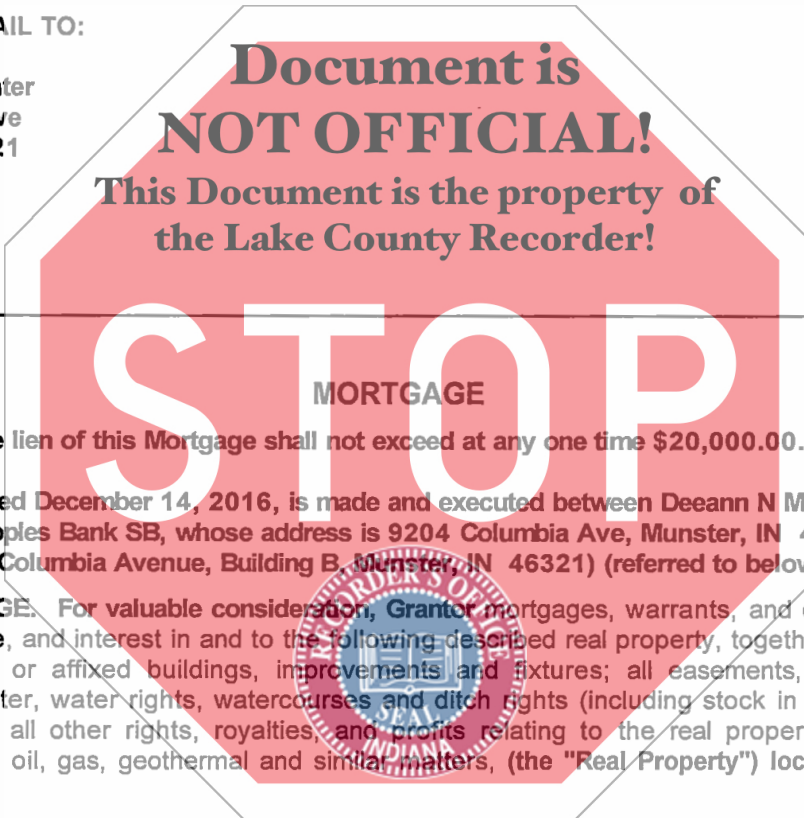 AIL TO:
Document is
NOT OFFICIAL!
This Document is the property of
the Lake County Recorder!
STOP
MORTGAGE
lien of this Mortgage shall not exceed at any one time $20,000.00.
ed December 14, 2016, is made and executed between Deeann N M
ples Bank SB, whose address is 9204 Columbia Ave, Munster, IN 4
Columbia Avenue, Building B, Munster, IN 46321) (referred to below
GE. For valuable consideration, Grantor mortgages, warrants, and
, and interest in and to the following described real property, togeth
or affixed buildings, improvements and fixtures; all easements,
ter, water rights, watercourses and ditch rights (including stock in
all other rights, royalties, and profits relating to the real proper
oil, gas, geothermal and similar matters, (the "Real Property") loc
RECORDER'S OFFICE
SEAL
INDIANA